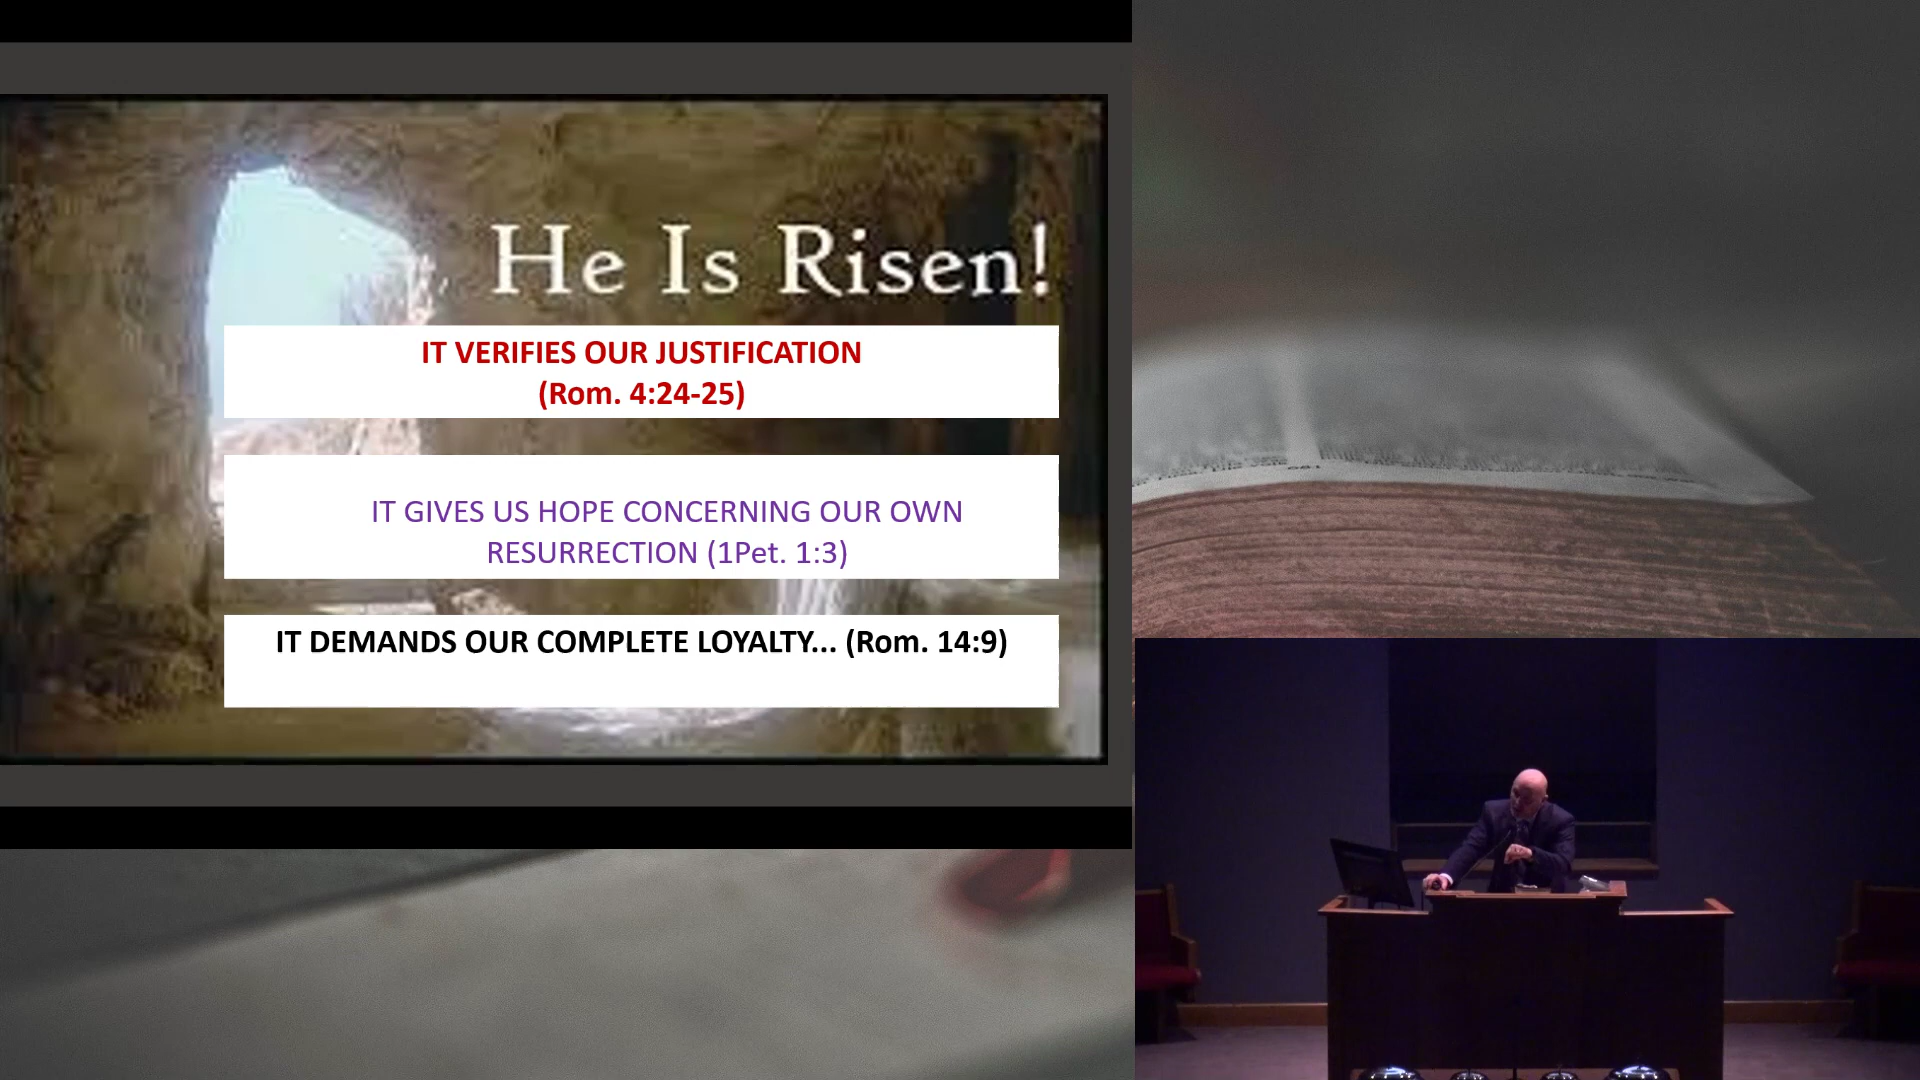 He Is Risen!
IT VERIFIES OUR JUSTIFICATION
(Rom. 4:24-25)
IT GIVES US HOPE CONCERNING OUR OWN
RESURRECTION (1Pet. 1:3)
IT DEMANDS OUR COMPLETE LOYALTY... (Rom. 14:9)